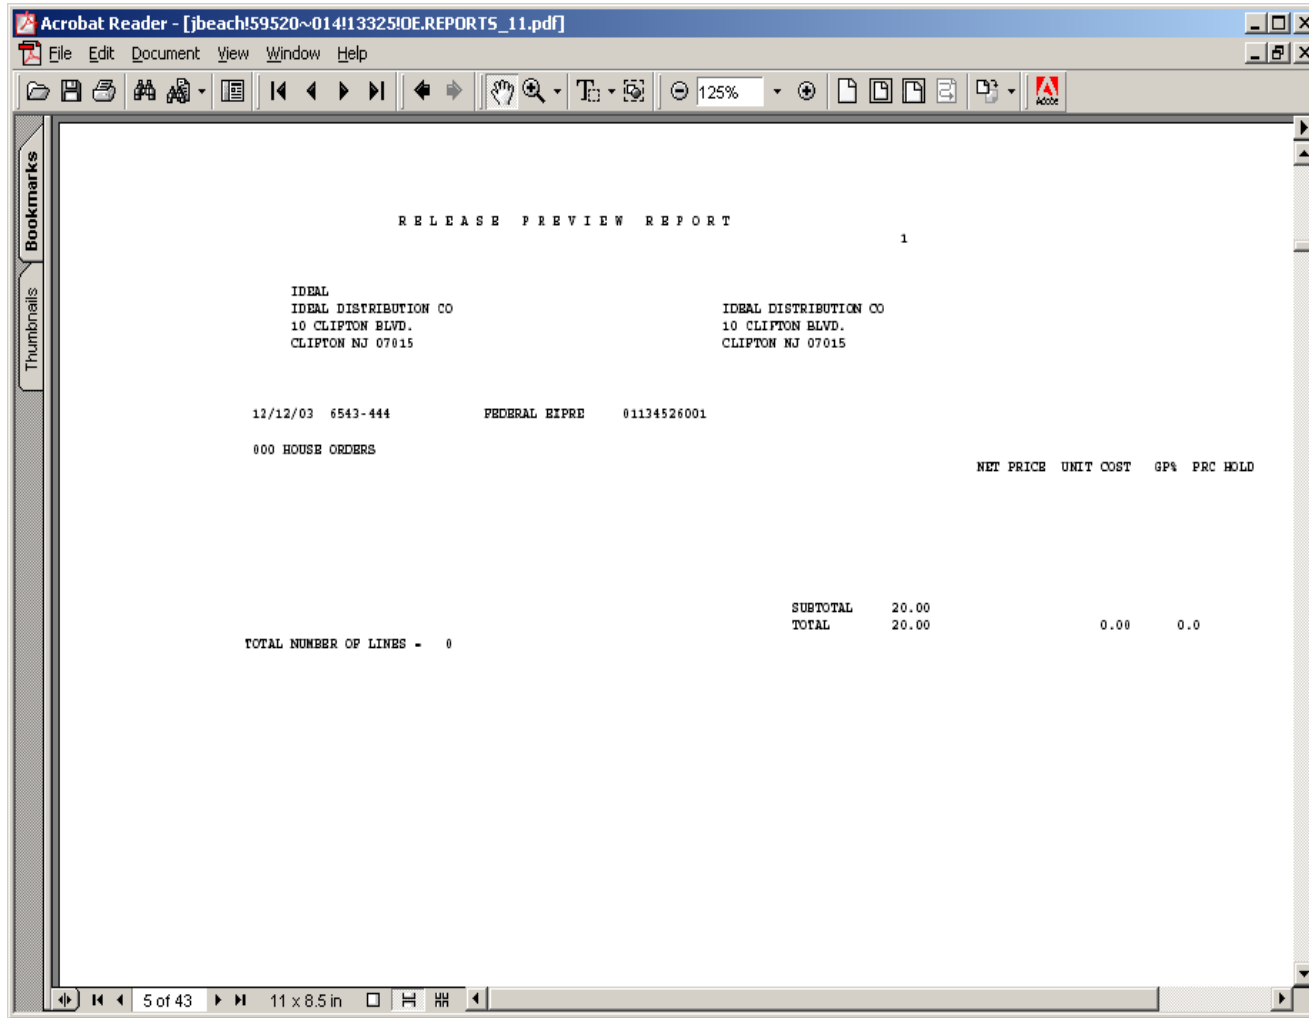 Acrobat Reader - [jbeach!59520~014!13325!OE.REPORTS_11.pdf]
File Edit Document View Window Help
125%
Adobe
Bookmarks
Thumbnails
RELEASE PREVIEW REPORT
1
IDEAL
IDEAL DISTRIBUTION CO IDEAL DISTRIBUTION CO
10 CLIFTON BLVD. 10 CLIFTON BLVD.
CLIFTON NJ 07015 CLIFTON NJ 07015
12/12/03 6543-444 FEDERAL EXPRE 01134526001
000 HOUSE ORDERS
NET PRICE UNIT COST GP% PRC HOLD
SUBTOTAL 20.00
TOTAL 20.00 0.00 0.0
TOTAL NUMBER OF LINES - 0
5 of 43 11 x 8.5 in